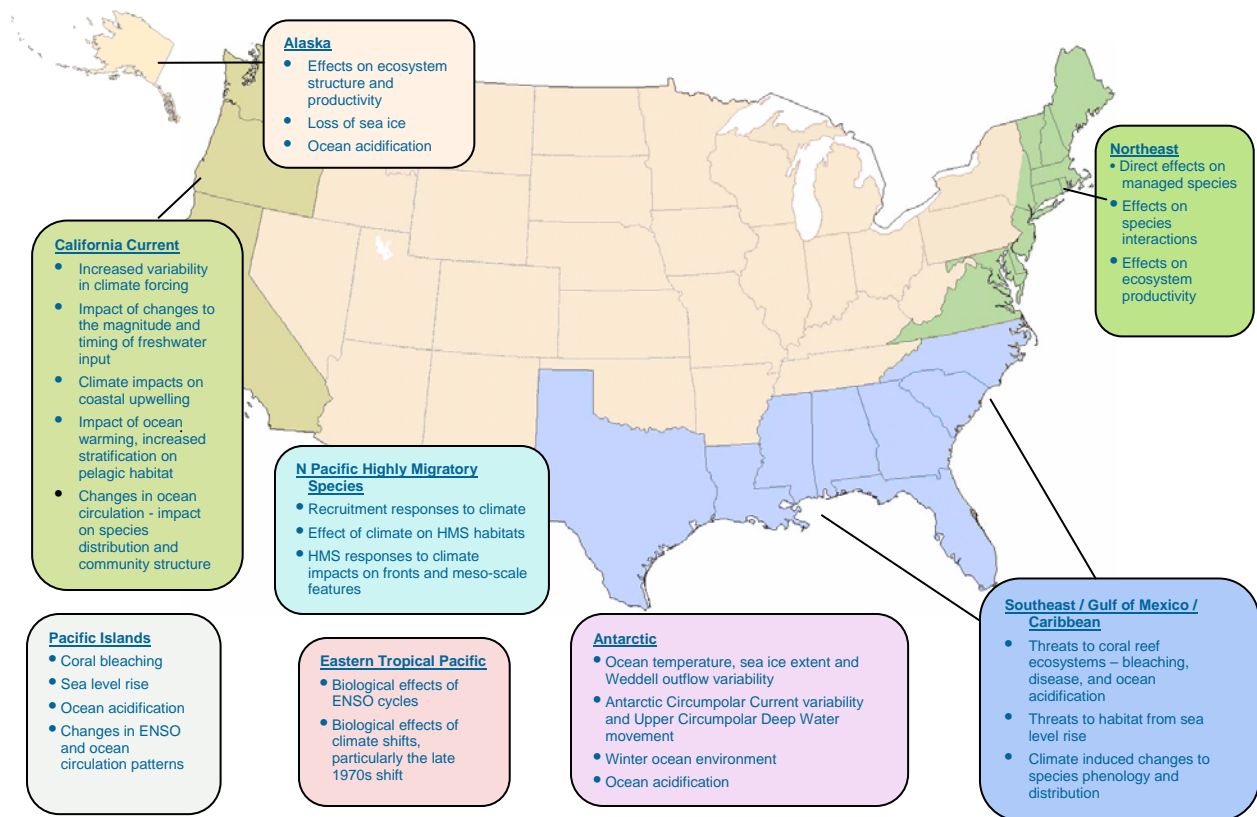 Alaska
• Effects on ecosystem
structure and
productivity
• Loss of sea ice
• Ocean acidification
Northeast
• Direct effects on
managed species
• Effects on
species
interactions
• Effects on
ecosystem
productivity
California Current
• Increased variability
in climate forcing
• Impact of changes to
the magnitude and
timing of freshwater
input
• Climate impacts on
coastal upwelling
• Impact of ocean
warming, increased
stratification on
pelagic habitat
• Changes in ocean
circulation - impact
on species
distribution and
community structure
N Pacific Highly Migratory
Species
• Recruitment responses to climate
• Effect of climate on HMS habitats
• HMS responses to climate
impacts on fronts and meso-scale
features
Pacific Islands
• Coral bleaching
• Sea level rise
• Ocean acidification
• Changes in ENSO
and ocean
circulation patterns
Eastern Tropical Pacific
• Biological effects of
ENSO cycles
• Biological effects of
climate shifts,
particularly the late
1970s shift
Antarctic
• Ocean temperature, sea ice extent and
Weddell outflow variability
• Antarctic Circumpolar Current variability
and Upper Circumpolar Deep Water
movement
• Winter ocean environment
• Ocean acidification
Southeast / Gulf of Mexico /
Caribbean
• Threats to coral reef
ecosystems – bleaching,
disease, and ocean
acidification
• Threats to habitat from sea
level rise
• Climate induced changes to
species phenology and
distribution